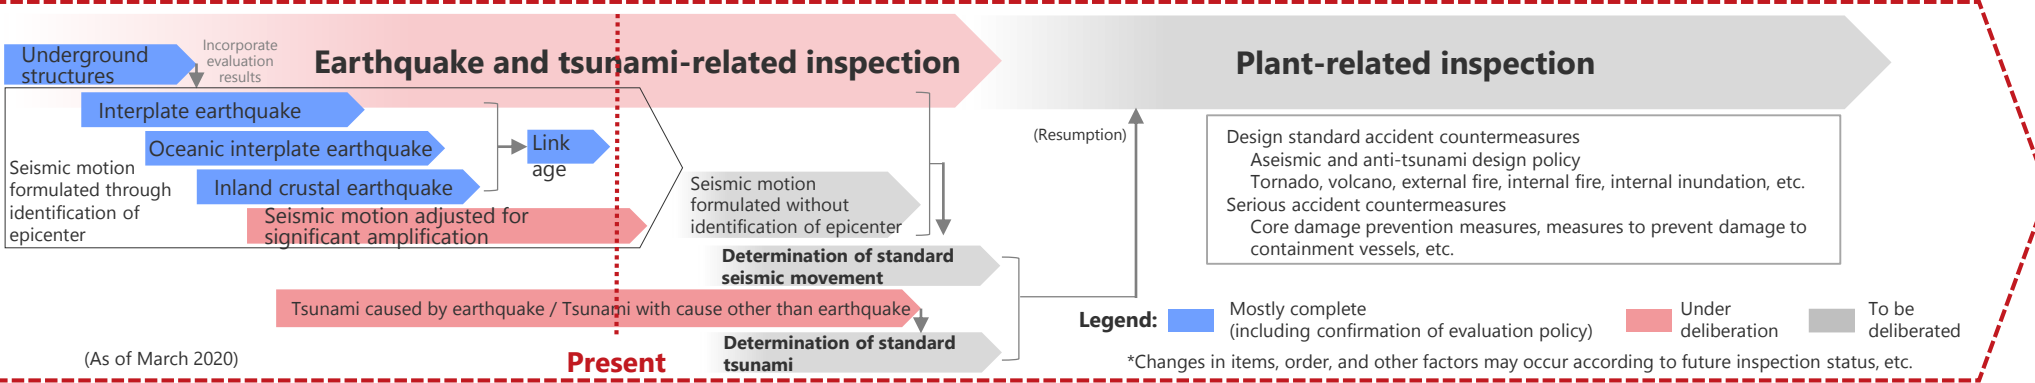 Earthquake and tsunami-related inspection
Plant-related inspection
Underground
structures
Incorporate
evaluation
results
Interplate earthquake
Oceanic interplate earthquake
Inland crustal earthquake
Link
age
Seismic motion
formulated through
identification of
epicenter
Seismic motion adjusted for
significant amplification
Seismic motion
formulated without
identification of epicenter
Determination of standard
seismic movement
Tsunami caused by earthquake / Tsunami with cause other than earthquake
Determination of standard
tsunami
(As of March 2020)
Present
(Resumption)
Design standard accident countermeasures
Aseismic and anti-tsunami design policy
Tornado, volcano, external fire, internal fire, internal inundation, etc.
Serious accident countermeasures
Core damage prevention measures, measures to prevent damage to
containment vessels, etc.
Legend:
Mostly complete
(including confirmation of evaluation policy)
Under
deliberation
To be
deliberated
*Changes in items, order, and other factors may occur according to future inspection status, etc.